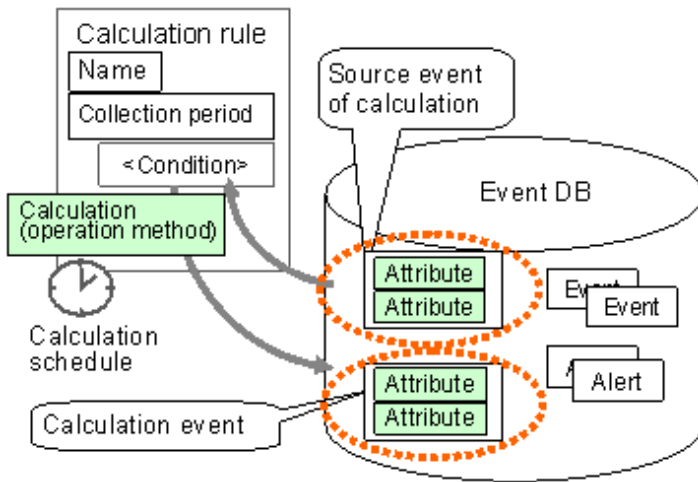 Calculation rule
Name
Collection period
<Condition>
Calculation
(operation method)
Calculation
schedule
Source event
of calculation
Event DB
Attribute
Attribute
Event
Event
Attribute
Attribute
Alert
Calculation event